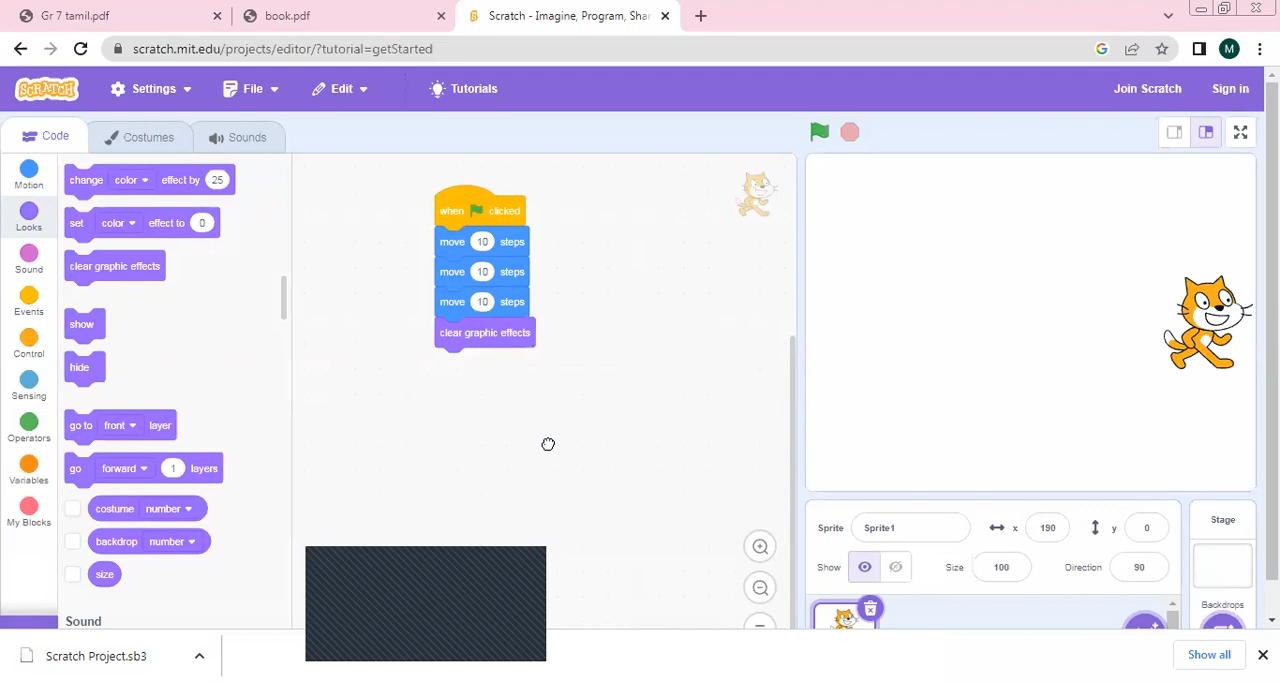 Gr 7 tamil.pdf
book.pdf
Scratch - Imagine, Program, Shar
scratch.mit.edu/projects/editor/?tutorial=getStarted
G
M
SCRATCH
Settings
File
Edit
Tutorials
Join Scratch
Sign in
Code
Costumes
Sounds
Motion
Looks
Sound
Events
Control
Sensing
Operators
Variables
My Blocks
change color effect by 25
set color effect to 0
clear graphic effects
show
hide
go to front layer
go forward 1 layers
costume number
backdrop number
size
Sound
when clicked
move 10 steps
move 10 steps
move 10 steps
clear graphic effects
Sprite Sprite1 x 190 y 0
Show Size 100 Direction 90
Stage
Backdrops
Scratch Project.sb3
Show all